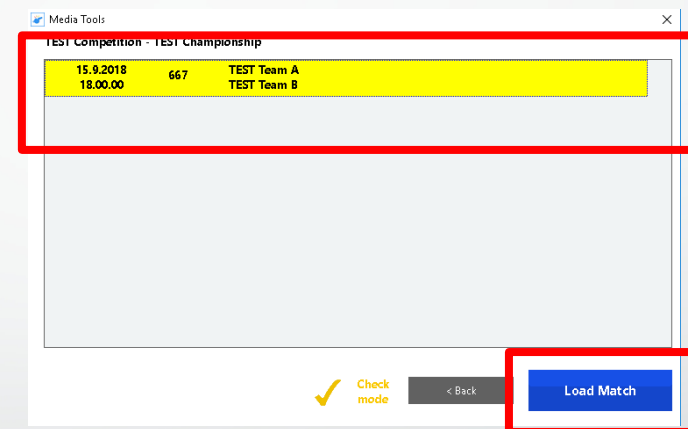 Media Tools
TEST Competition - TEST Championship
15.9.2018 667 TEST Team A
18.00.00 TEST Team B
Check
mode
< Back
Load Match